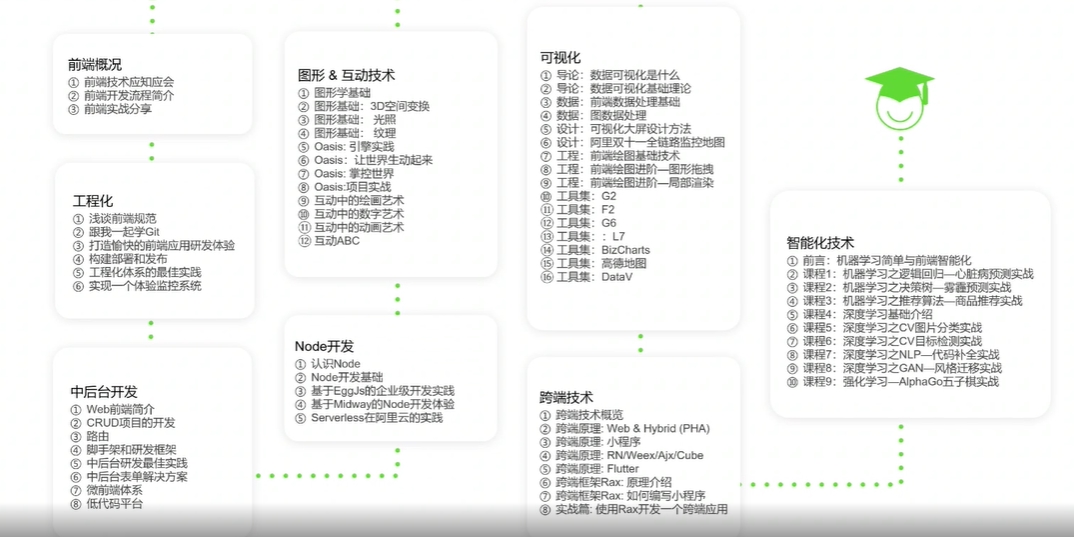 前端概况
① 前端技术应知应会
② 前端开发流程简介
③ 前端实战分享
工程化
① 浅谈前端规范
② 跟我一起学Git
③ 打造愉快的前端应用研发体验
④ 构建部署和发布
⑤ 工程化体系的最佳实践
⑥ 实现一个体验监控系统
中后台开发
① Web前端简介
② CRUD项目的开发
③ 路由
④ 脚手架和研发框架
⑤ 中后台研发最佳实践
⑥ 中后台表单解决方案
⑦ 微前端体系
⑧ 低代码平台
图形 & 互动技术
① 图形学基础
② 图形基础：3D空间变换
③ 图形基础： 光照
④ 图形基础： 纹理
⑤ Oasis: 引擎实践
⑥ Oasis：让世界生动起来
⑦ Oasis: 掌控世界
⑧ Oasis:项目实战
⑨ 互动中的绘画艺术
⑩ 互动中的数字艺术
⑪ 互动中的动画艺术
⑫ 互动ABC
Node开发
① 认识Node
② Node开发基础
③ 基于EggJs的企业级开发实践
④ 基于Midway的Node开发体验
⑤ Serverless在阿里云的实践
可视化
① 导论：数据可视化是什么
② 导论：数据可视化基础理论
③ 数据：前端数据处理基础
④ 数据：图数据处理
⑤ 设计：可视化大屏设计方法
⑥ 设计：阿里双十一全链路监控地图
⑦ 工程：前端绘图基础技术
⑧ 工程：前端绘图进阶—图形拖拽
⑨ 工程：前端绘图进阶—局部渲染
⑩ 工具集：G2
⑪ 工具集：F2
⑫ 工具集：G6
⑬ 工具集：：L7
⑭ 工具集：BizCharts
⑮ 工具集：高德地图
⑯ 工具集：DataV
跨端技术
① 跨端技术概览
② 跨端原理: Web & Hybrid (PHA)
③ 跨端原理: 小程序
④ 跨端原理: RN/Weex/Ajx/Cube
⑤ 跨端原理: Flutter
⑥ 跨端框架Rax: 原理介绍
⑦ 跨端框架Rax: 如何编写小程序
⑧ 实战篇: 使用Rax开发一个跨端应用
智能化技术
① 前言：机器学习简单与前端智能化
② 课程1：机器学习之逻辑回归—心脏病预测实战
③ 课程2：机器学习之决策树—雾霾预测实战
④ 课程3：机器学习之推荐算法—商品推荐实战
⑤ 课程4：深度学习基础介绍
⑥ 课程5：深度学习之CV图片分类实战
⑦ 课程6：深度学习之CV目标检测实战
⑧ 课程7：深度学习之NLP—代码补全实战
⑨ 课程8：深度学习之GAN—风格迁移实战
⑩ 课程9：强化学习—AlphaGo五子棋实战